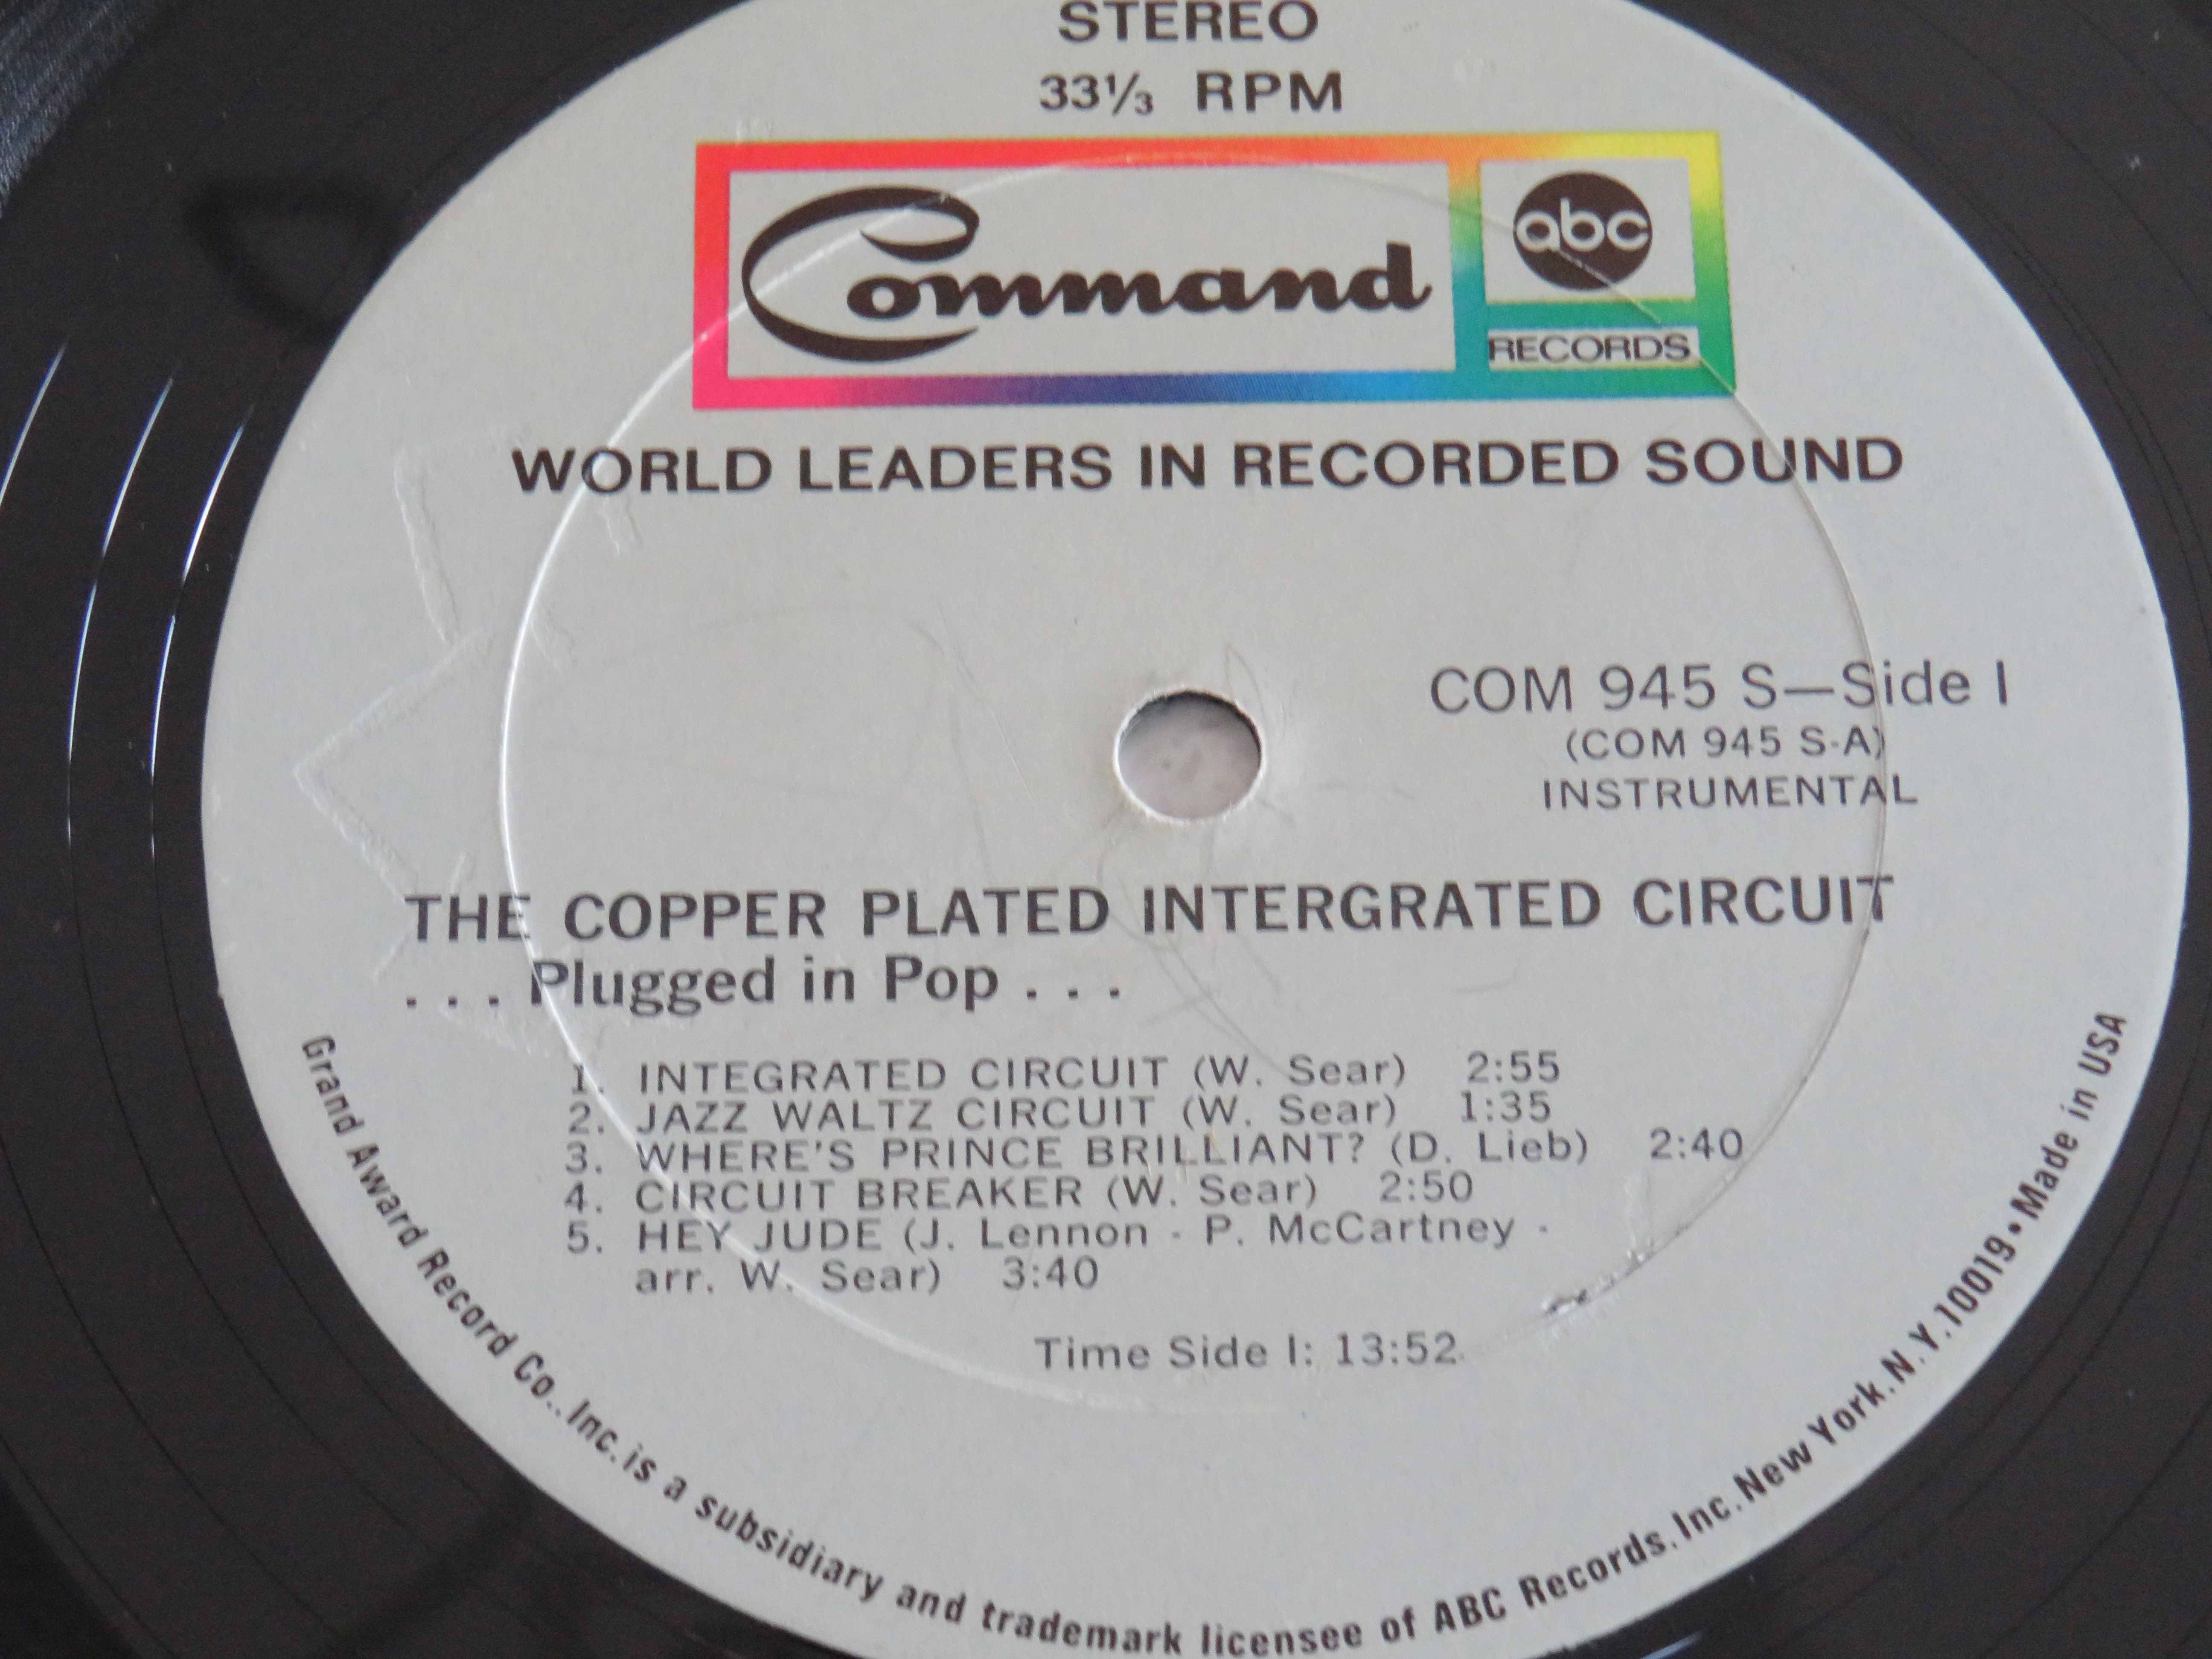 STEREO
33⅓ RPM
Command
abc
RECORDS
WORLD LEADERS IN RECORDED SOUND
COM 945 S—Side I
(COM 945 S-A)
INSTRUMENTAL
THE COPPER PLATED INTERGRATED CIRCUIT
. . . Plugged in Pop . . .
1. INTEGRATED CIRCUIT (W. Sear) 2:55
2. JAZZ WALTZ CIRCUIT (W. Sear) 1:35
3. WHERE'S PRINCE BRILLIANT? (D. Lieb) 2:40
4. CIRCUIT BREAKER (W. Sear) 2:50
5. HEY JUDE (J. Lennon - P. McCartney -
arr. W. Sear) 3:40
Time Side I: 13:52
Grand Award Record Co., Inc. is a subsidiary and trademark licensee of ABC Records, Inc. New York, N.Y. 10019 • Made in USA